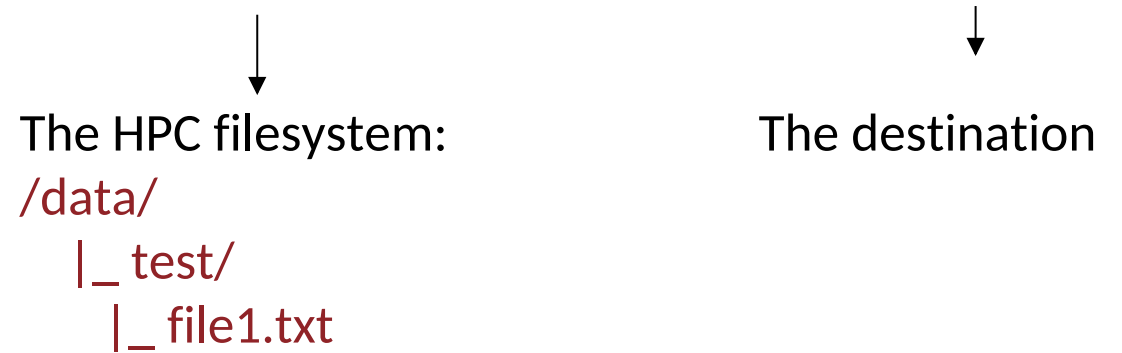 The HPC filesystem:
The destination
/data/
|_ test/
|_ file1.txt